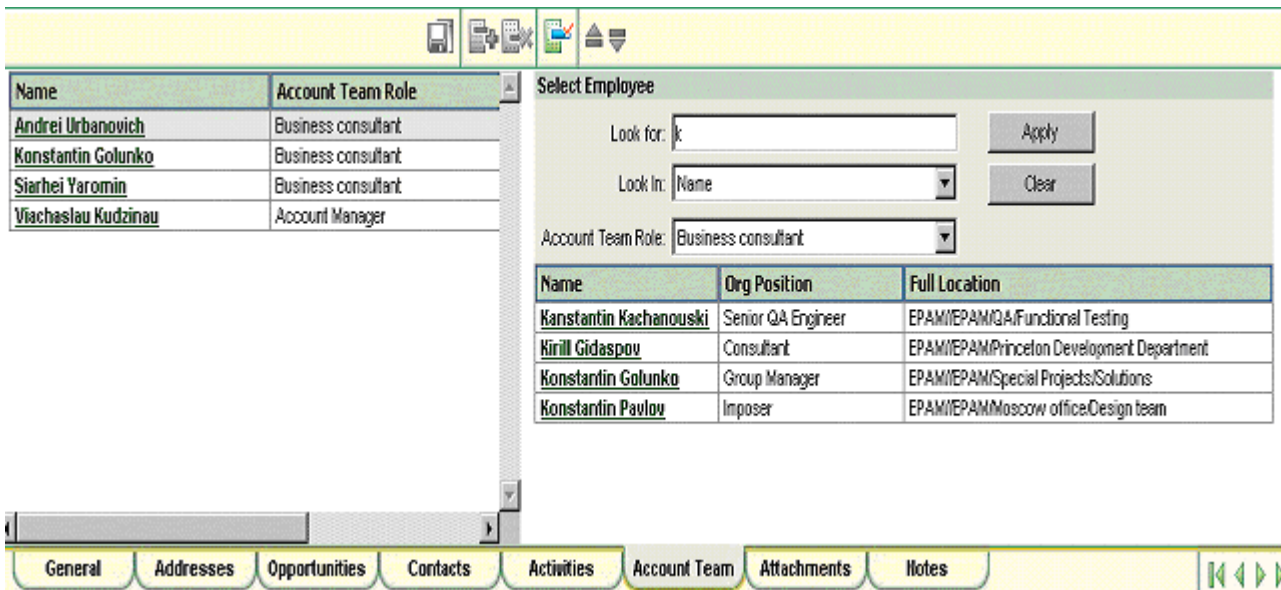 Name Account Team Role
Andrei Urbanovich Business consultant
Konstantin Golunko Business consultant
Siarhei Yaromin Business consultant
Viachaslau Kudzinau Account Manager
Select Employee
Look for: k Apply
Look In: Name Clear
Account Team Role: Business consultant
Name Org Position Full Location
Kanstantin Kachanouski Senior QA Engineer EPAM//EPAM/QA/Functional Testing
Kirill Gidaspov Consultant EPAM//EPAM/Princeton Development Department
Konstantin Golunko Group Manager EPAM//EPAM/Special Projects/Solutions
Konstantin Pavlov Imposer EPAM//EPAM/Moscow office/Design team
General Addresses Opportunities Contacts Activities Account Team Attachments Notes